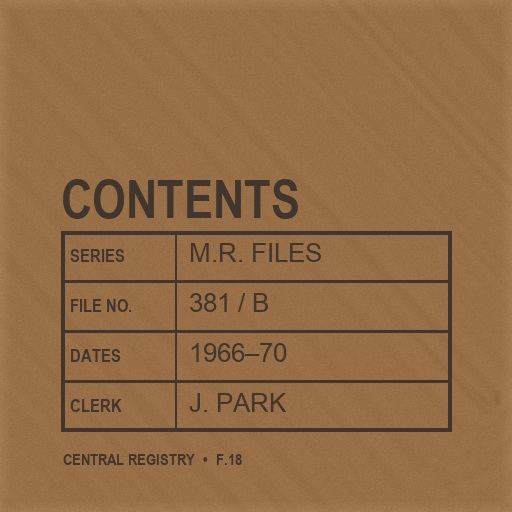 CONTENTS
SERIES M.R. FILES
FILE NO. 381 / B
DATES 1966–70
CLERK J. PARK
CENTRAL REGISTRY • F.18